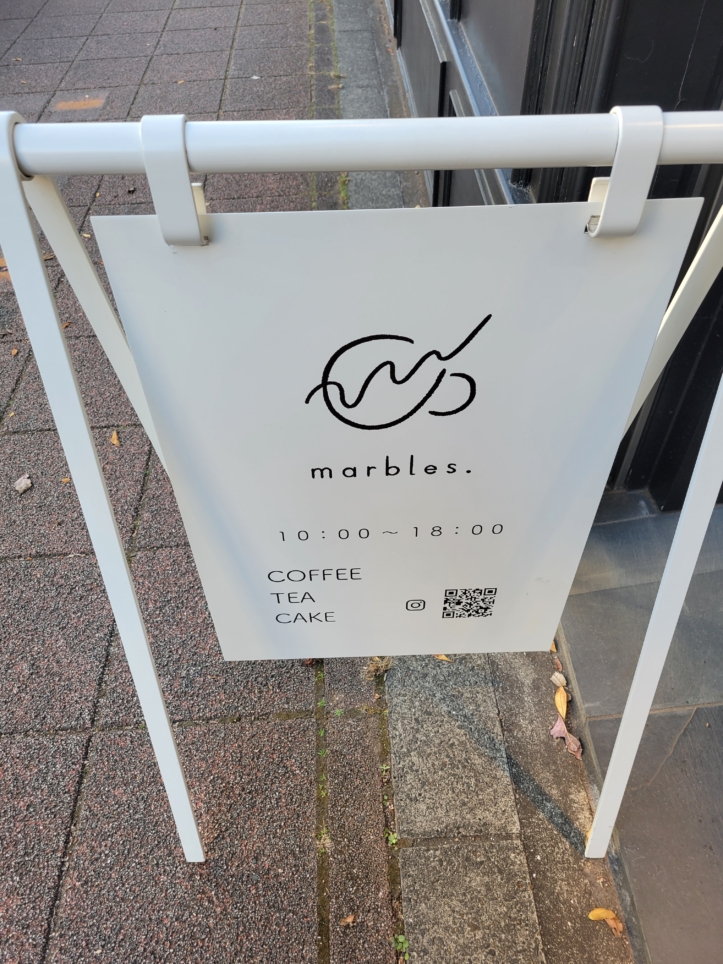 marbles.
10:00～18:00
COFFEE
TEA
CAKE